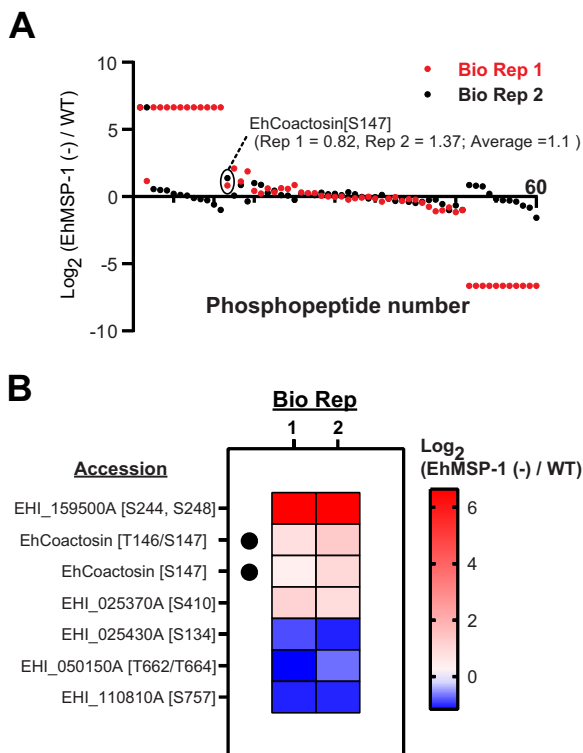 A
Log2 (EhMSP-1 (-) / WT)
10
5
0
-5
-10
Bio Rep 1
Bio Rep 2
EhCoactosin[S147]
(Rep 1 = 0.82, Rep 2 = 1.37; Average =1.1 )
60
Phosphopeptide number
B
Bio Rep
1 2
Accession
Log2
(EhMSP-1 (-) / WT)
EHI_159500A [S244, S248]
EhCoactosin [T146/S147]
EhCoactosin [S147]
EHI_025370A [S410]
EHI_025430A [S134]
EHI_050150A [T662/T664]
EHI_110810A [S757]
6
4
2
0